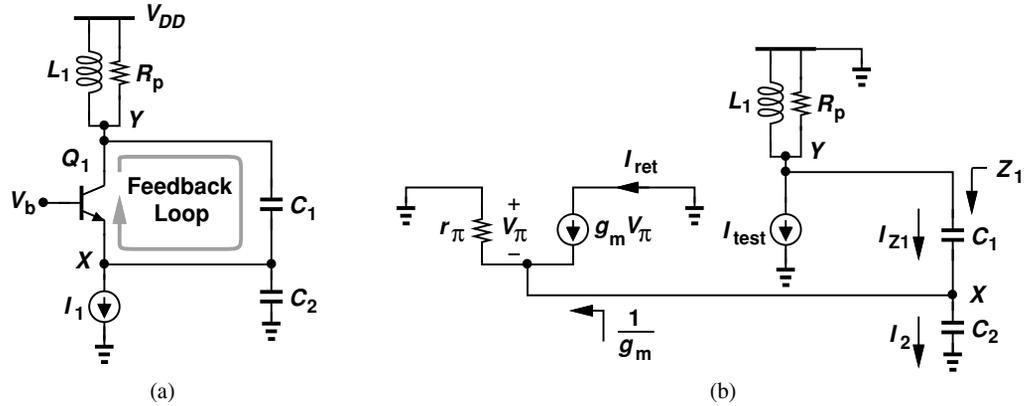 V_DD
L_1
R_p
Y
Q_1
V_b
Feedback
Loop
C_1
X
I_1
C_2
(a)
L_1
R_p
Y
I_ret
Z_1
r_π
+
V_π
−
g_m V_π
I_test
I_Z1
C_1
X
1
g_m
I_2
C_2
(b)